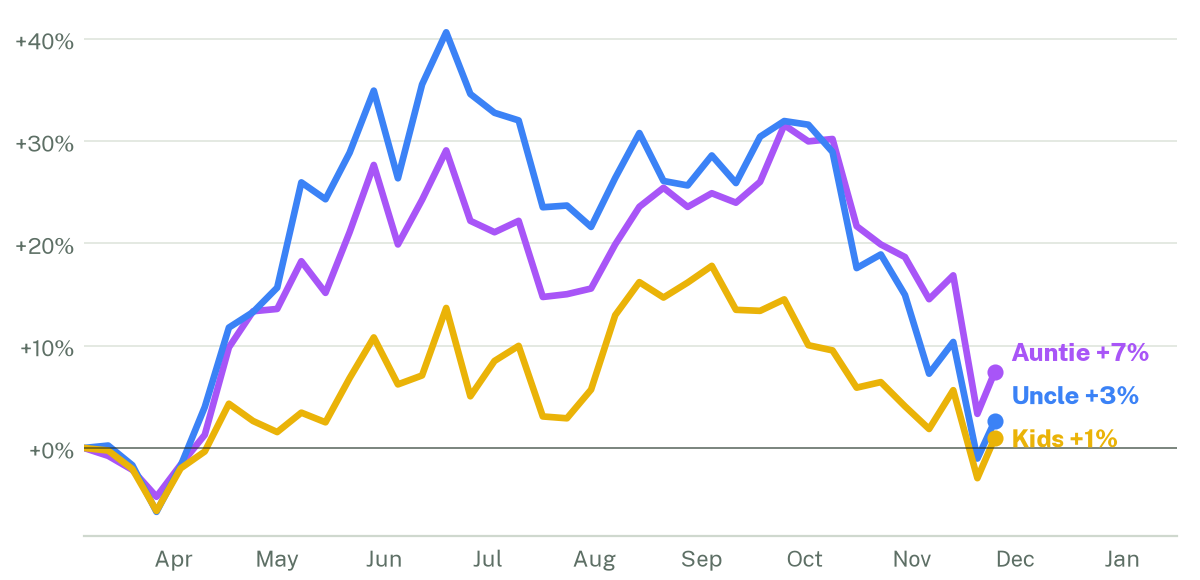 +40%
+30%
+20%
+10%
+0%
Auntie +7%
Uncle +3%
Kids +1%
Apr May Jun Jul Aug Sep Oct Nov Dec Jan